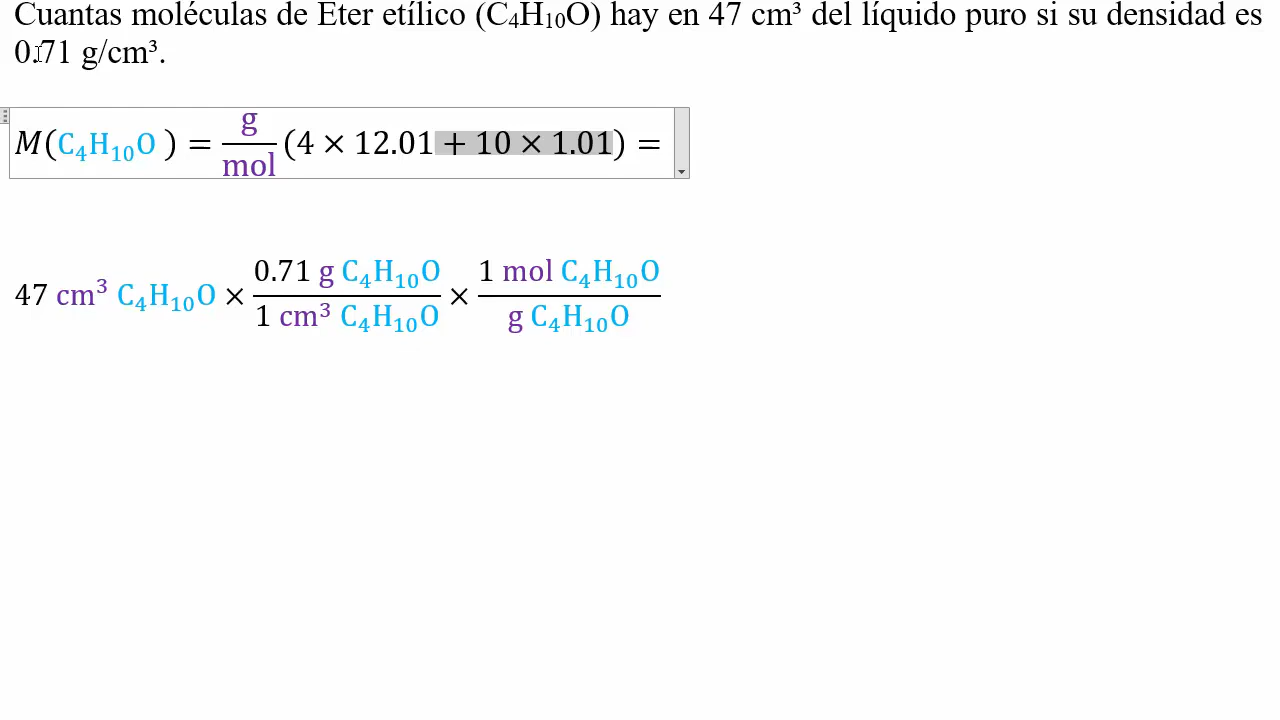 Cuantas moléculas de Eter etílico (C₄H₁₀O) hay en 47 cm³ del líquido puro si su densidad es
0.71 g/cm³.
M(C₄H₁₀O ) = g/mol (4 × 12.01 + 10 × 1.01) =
47 cm³ C₄H₁₀O × 0.71 g C₄H₁₀O / 1 cm³ C₄H₁₀O × 1 mol C₄H₁₀O / g C₄H₁₀O